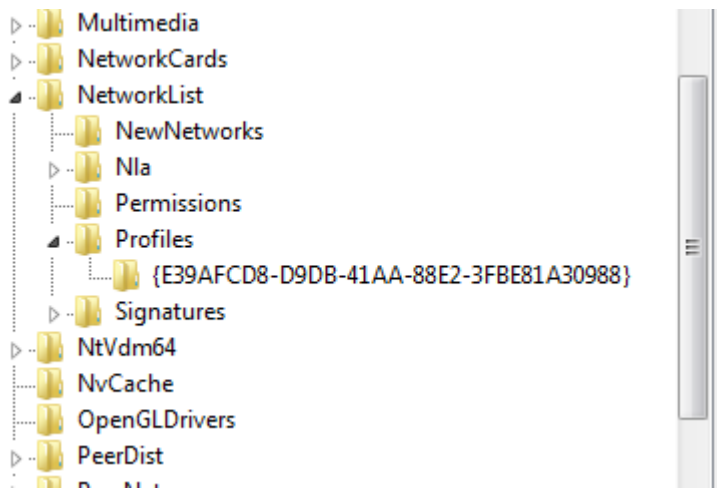 Multimedia
NetworkCards
NetworkList
NewNetworks
Nla
Permissions
Profiles
{E39AFCD8-D9DB-41AA-88E2-3FBE81A30988}
Signatures
NtVdm64
NvCache
OpenGLDrivers
PeerDist